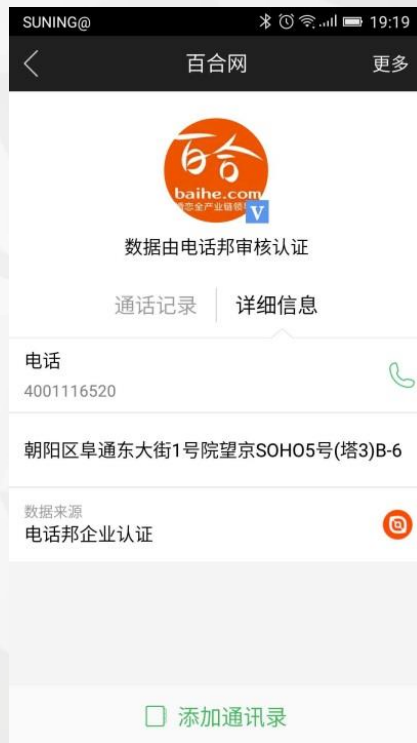 SUNING@
19:19
百合网
更多
百合
baihe.com
V
数据由电话邦审核认证
通话记录
详细信息
电话
4001116520
朝阳区阜通东大街1号院望京SOHO5号(塔3)B-6
数据来源
电话邦企业认证
添加通讯录